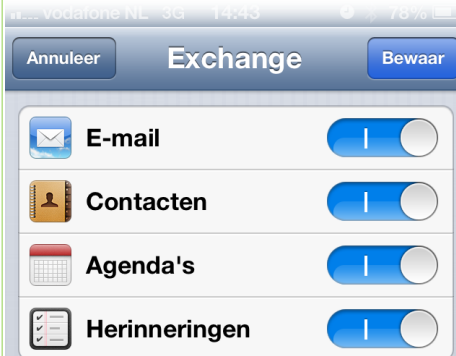 vodafone NL 3G 14:43 78%
Annuleer Exchange Bewaar
E-mail
Contacten
Agenda's
Herinneringen